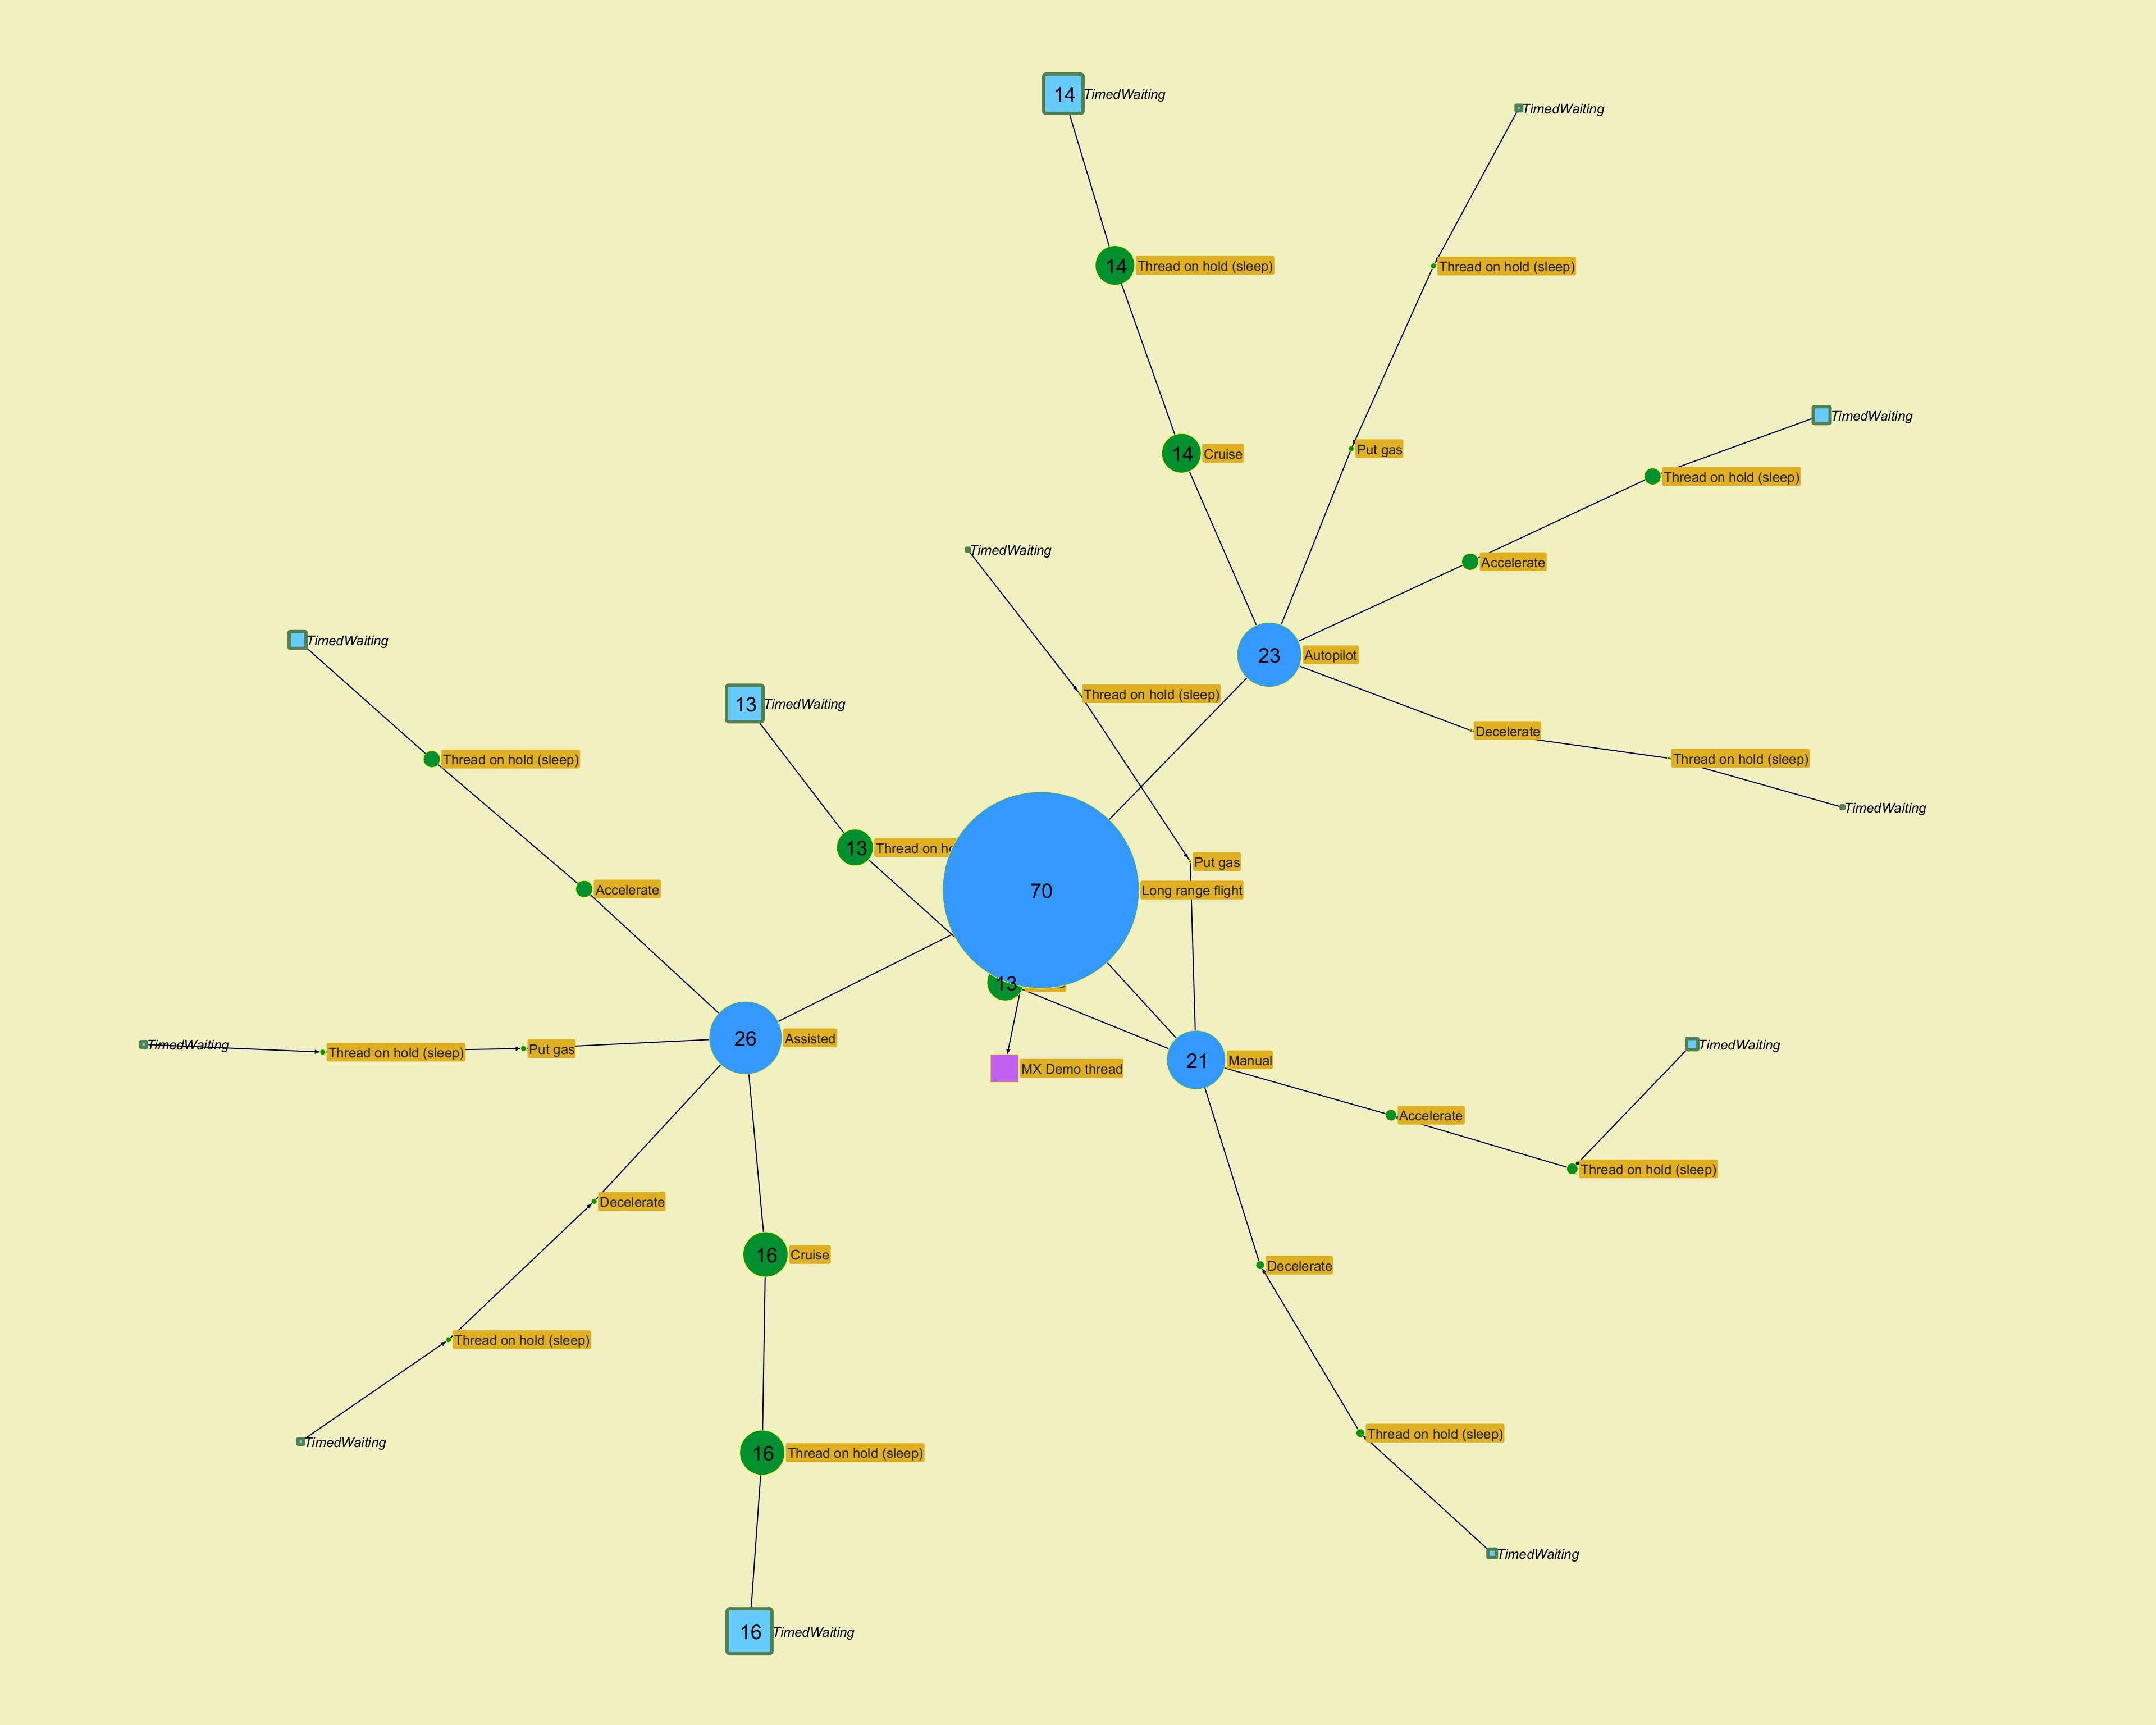 14 TimedWaiting
TimedWaiting
14 Thread on hold (sleep)
Thread on hold (sleep)
TimedWaiting
14 Cruise
Put gas
Thread on hold (sleep)
TimedWaiting
Accelerate
TimedWaiting
23 Autopilot
Thread on hold (sleep)
13 TimedWaiting
Decelerate
Thread on hold (sleep)
Thread on hold (sleep)
TimedWaiting
13 Thread on
Put gas
Accelerate
70 Long range flight
13
26 Assisted
TimedWaiting
Thread on hold (sleep)
Put gas
MX Demo thread
21 Manual
TimedWaiting
Accelerate
Thread on hold (sleep)
Decelerate
16 Cruise
Decelerate
Thread on hold (sleep)
Thread on hold (sleep)
TimedWaiting
16 Thread on hold (sleep)
TimedWaiting
16 TimedWaiting